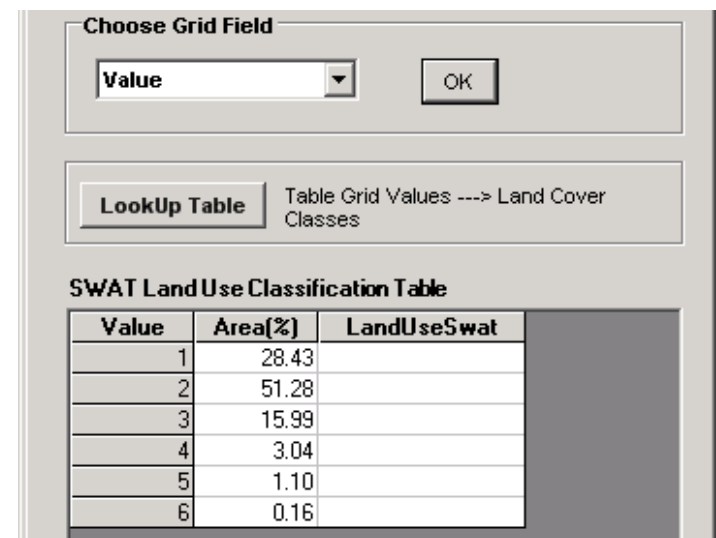 Choose Grid Field
Value
OK
LookUp Table
Table Grid Values ---> Land Cover
Classes
SWAT Land Use Classification Table
Value Area(%) LandUseSwat
1 28.43
2 51.28
3 15.99
4 3.04
5 1.10
6 0.16